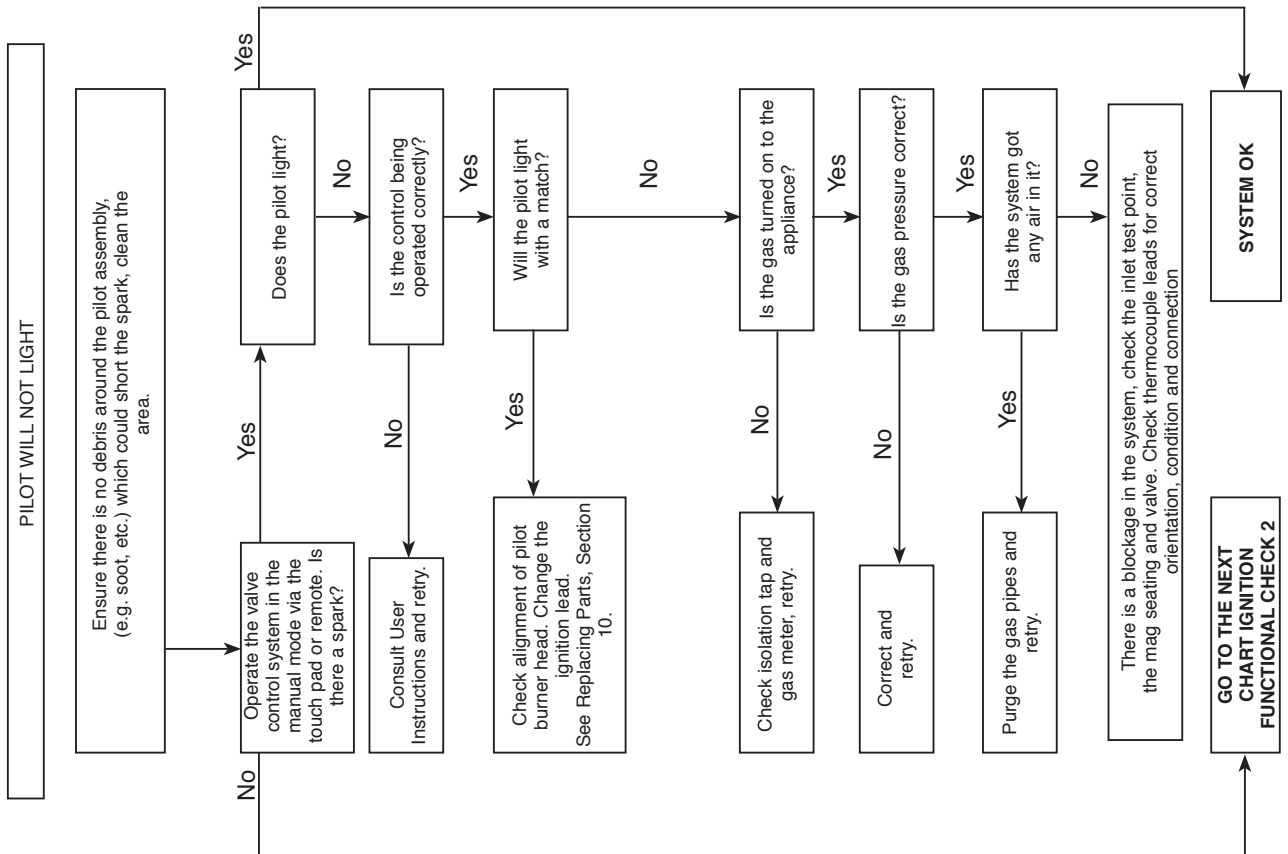 PILOT WILL NOT LIGHT
Ensure there is no debris around the pilot assembly,
(e.g. soot, etc.) which could short the spark, clean the
area.
Operate the valve
control system in the
manual mode via the
touch pad or remote. Is
there a spark?
No
Yes
Does the pilot light?
Yes
No
Is the control being
operated correctly?
No
Consult User
Instructions and retry.
Yes
Will the pilot light
with a match?
Yes
Check alignment of pilot
burner head. Change the
ignition lead.
See Replacing Parts, Section
10.
No
Is the gas turned on to the
appliance?
No
Check isolation tap and
gas meter, retry.
Yes
Is the gas pressure correct?
No
Correct and
retry.
Yes
Has the system got
any air in it?
Yes
Purge the gas pipes and
retry.
No
There is a blockage in the system, check the inlet test point,
the mag seating and valve. Check thermocouple leads for correct
orientation, condition and connection
GO TO THE NEXT
CHART IGNITION
FUNCTIONAL CHECK 2
SYSTEM OK